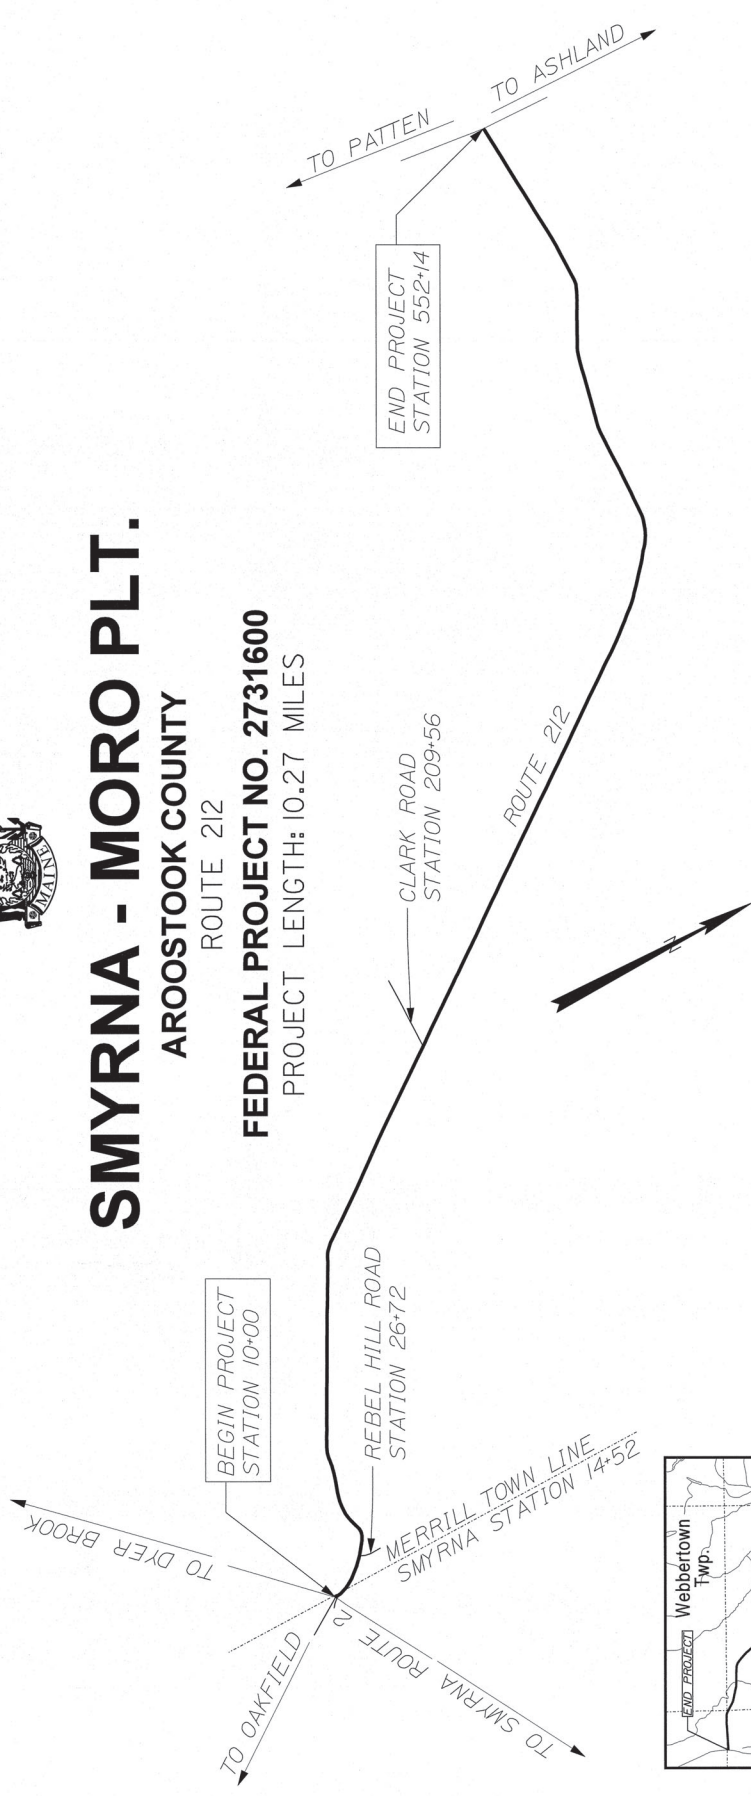 MAINE
SMYRNA - MORO PLT.
AROOSTOOK COUNTY
ROUTE 212
FEDERAL PROJECT NO. 2731600
PROJECT LENGTH: 10.27 MILES
TO DYER BROOK
TO OAKFIELD
ROUTE 2
TO SMYRNA
BEGIN PROJECT
STATION 10+00
REBEL HILL ROAD
STATION 26+72
MERRILL TOWN LINE
SMYRNA STATION 14+52
CLARK ROAD
STATION 209+56
ROUTE 212
N
END PROJECT
STATION 552+14
TO PATTEN
TO ASHLAND
END PROJECT
Webbertown
Twp.